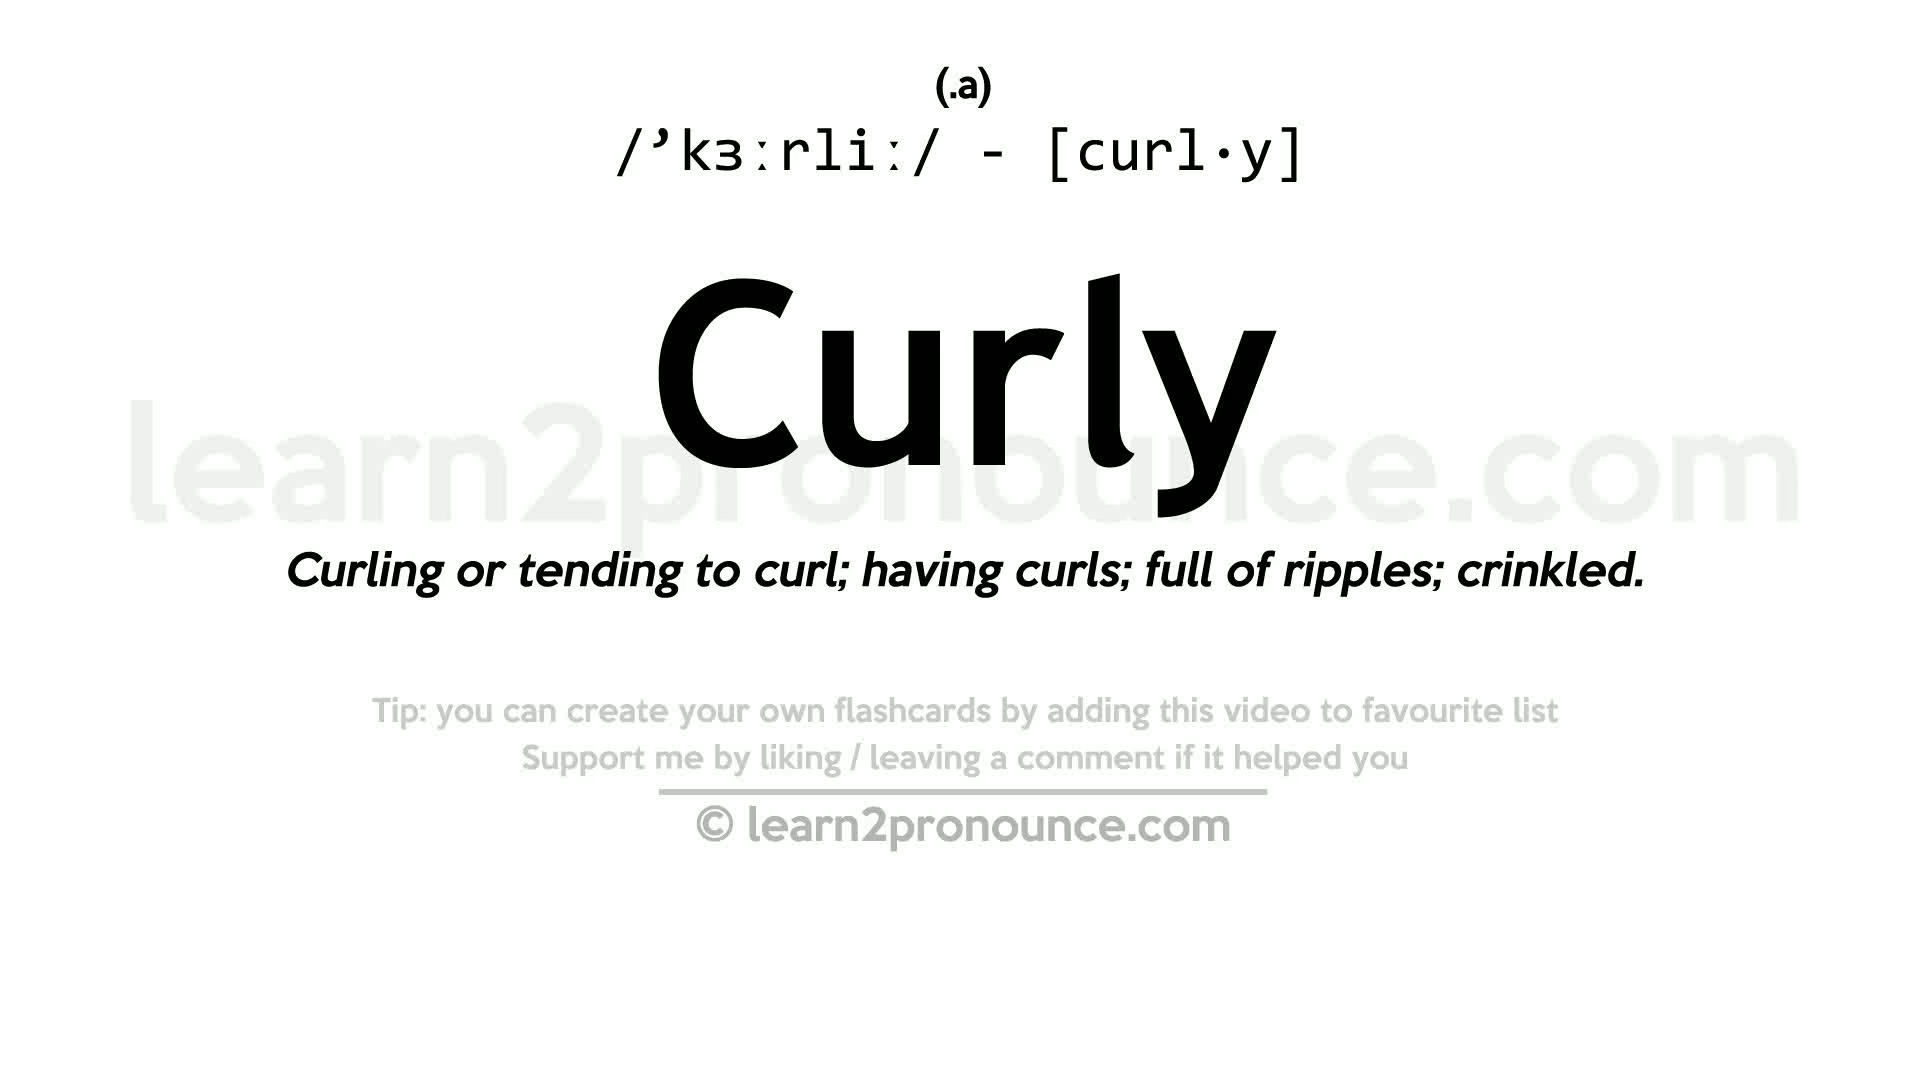 (.a)
/’kɜːrliː/ - [curl·y]
Curly
learn2pronounce.com
Curling or tending to curl; having curls; full of ripples; crinkled.
Tip: you can create your own flashcards by adding this video to favourite list
Support me by liking / leaving a comment if it helped you
© learn2pronounce.com